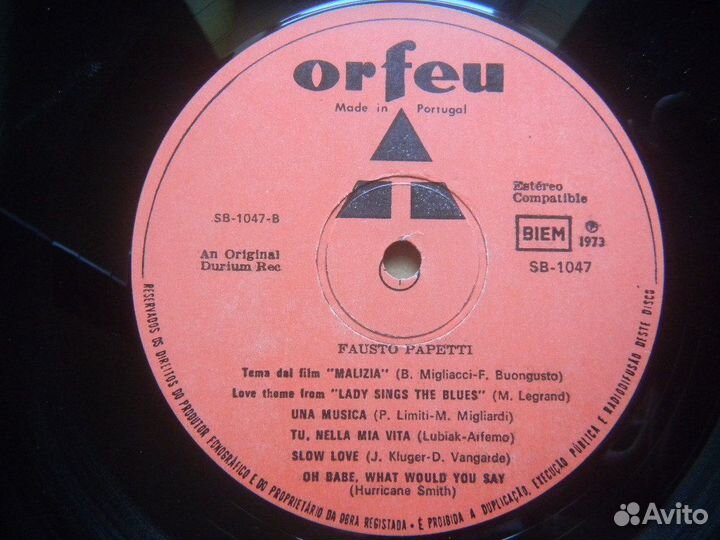 orfeu
Made in Portugal
Estéreo
Compatible
SB-1047-B
BIEM
℗ 1973
An Original
Durium Rec
SB-1047
FAUSTO PAPETTI
Tema dal film "MALIZIA" (B. Migliacci-F. Buongusto)
Love theme from "LADY SINGS THE BLUES" (M. Legrand)
UNA MUSICA (P. Limiti-M. Migliardi)
TU, NELLA MIA VITA (Lubiak-Aifemo)
SLOW LOVE (J. Kluger-D. Vangarde)
OH BABE, WHAT WOULD YOU SAY
(Hurricane Smith)
RESERVADOS OS DIREITOS DO PRODUTOR FONOGRÁFICO E DO PROPRIETÁRIO DA OBRA REGISTADA • É PROIBIDA A DUPLICAÇÃO, EXECUÇÃO PÚBLICA E RADIODIFUSÃO DESTE DISCO
Avito